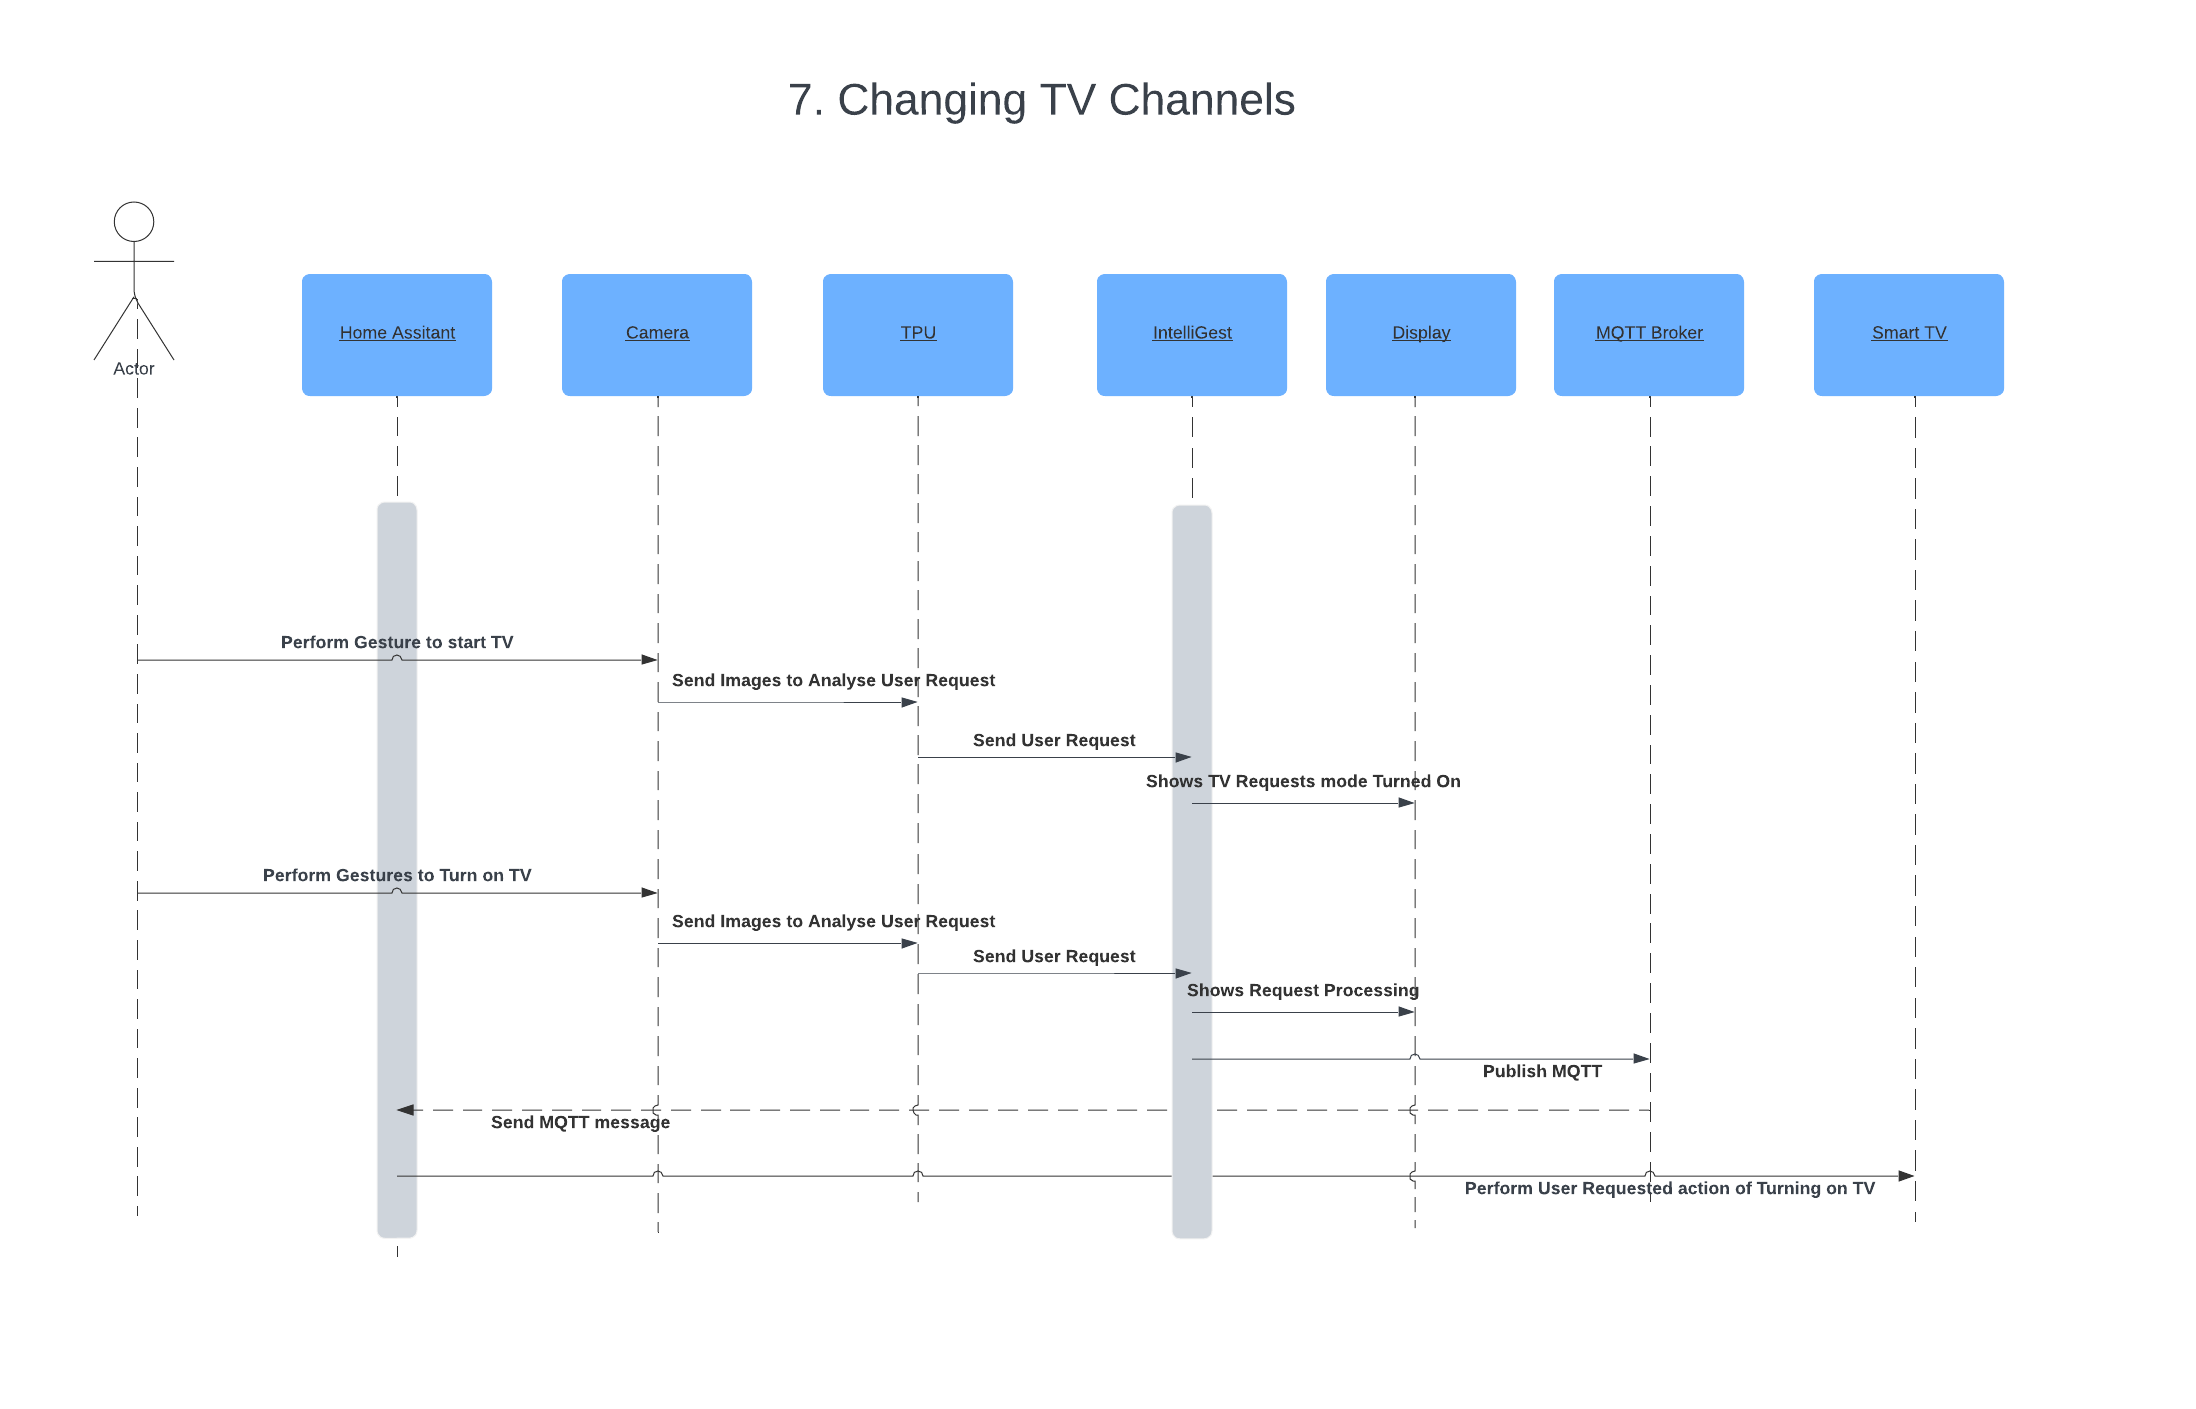 7. Changing TV Channels
Actor
Home Assitant
Camera
TPU
IntelliGest
Display
MQTT Broker
Smart TV
Perform Gesture to start TV
Send Images to Analyse User Request
Send User Request
Shows TV Requests mode Turned On
Perform Gestures to Turn on TV
Send Images to Analyse User Request
Send User Request
Shows Request Processing
Publish MQTT
Send MQTT message
Perform User Requested action of Turning on TV